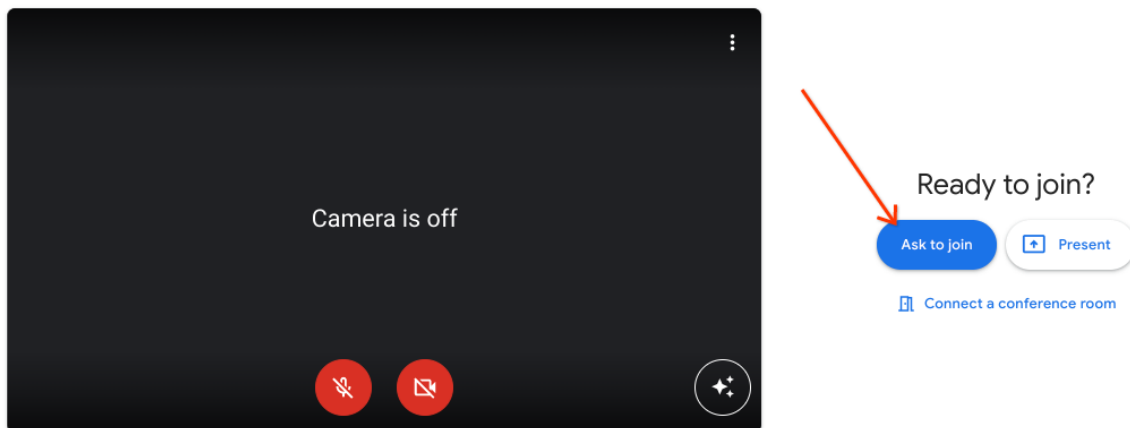 Camera is off
Ready to join?
Ask to join
Present
Connect a conference room